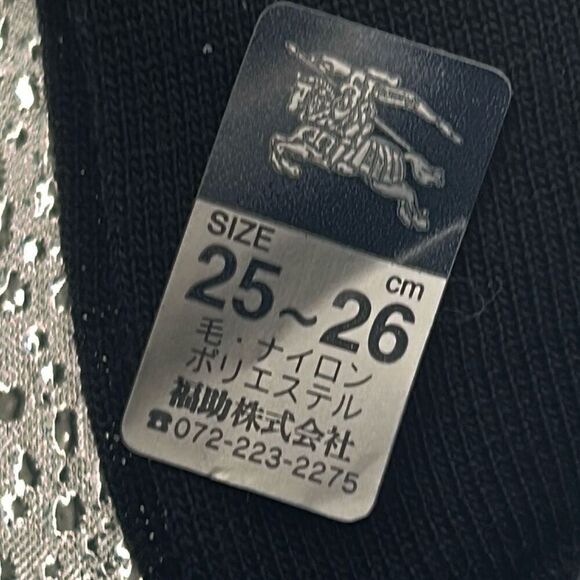 SIZE
25~26 cm
毛・ナイロン
ポリエステル
福助株式会社
☎072-223-2275